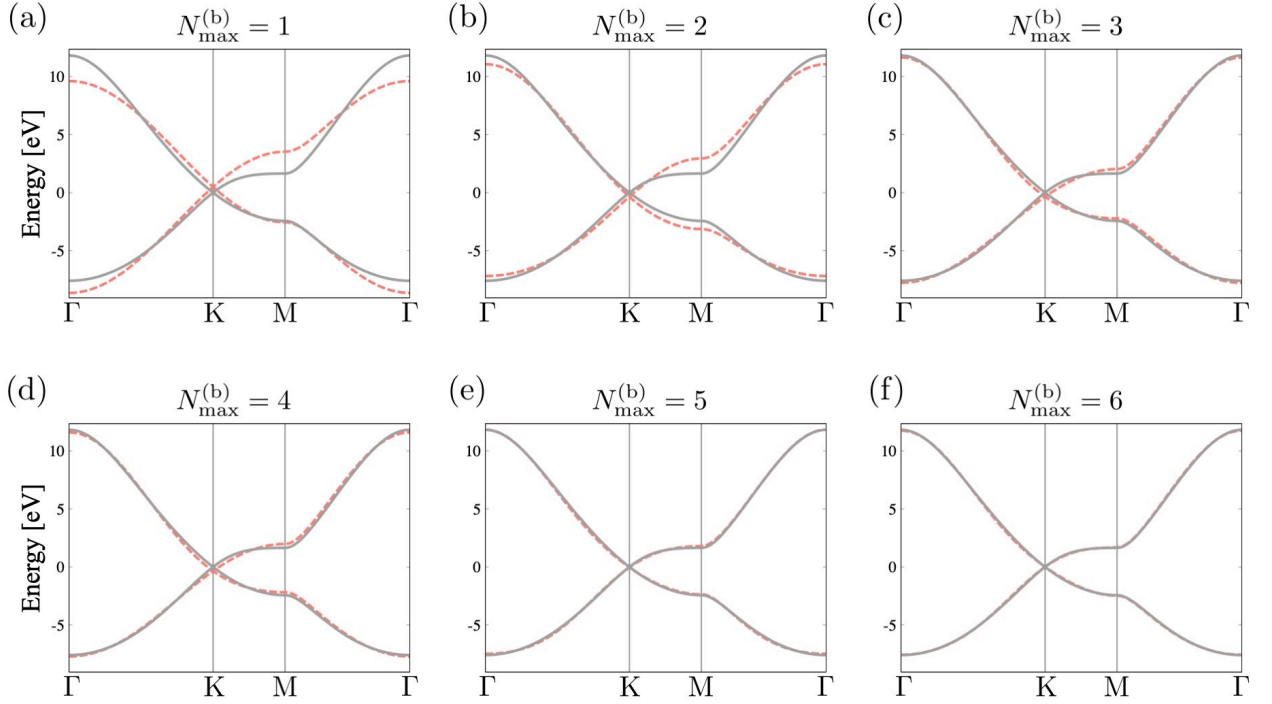 (a) N_max^(b) = 1
(b) N_max^(b) = 2
(c) N_max^(b) = 3
Energy [eV]
10
5
0
-5
Γ K M Γ
10
5
0
-5
Γ K M Γ
10
5
0
-5
Γ K M Γ
(d) N_max^(b) = 4
(e) N_max^(b) = 5
(f) N_max^(b) = 6
Energy [eV]
10
5
0
-5
Γ K M Γ
10
5
0
-5
Γ K M Γ
10
5
0
-5
Γ K M Γ